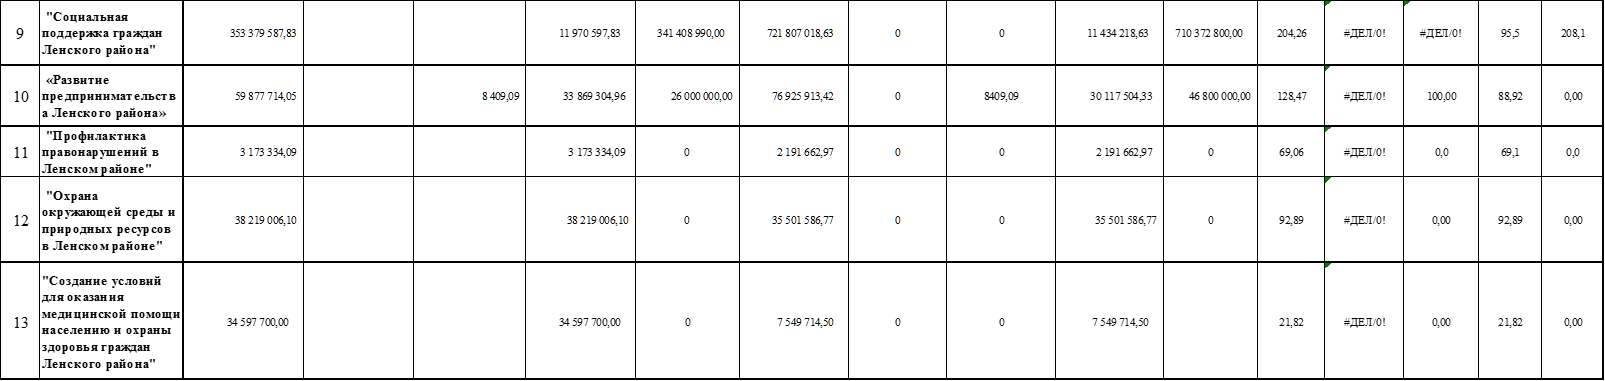 9 "Социальная поддержка граждан Ленского района" 353 379 587,83 11 970 597,83 341 408 990,00 721 807 018,63 0 0 11 434 218,63 710 372 800,00 204,26 #ДЕЛ/0! #ДЕЛ/0! 95,5 208,1
10 «Развитие предпринимательств а Ленского района» 59 877 714,05 8 409,09 33 869 304,96 26 000 000,00 76 925 913,42 0 8409,09 30 117 504,33 46 800 000,00 128,47 #ДЕЛ/0! 100,00 88,92 0,00
11 "Профилактика правонарушений в Ленском районе" 3 173 334,09 3 173 334,09 0 2 191 662,97 0 0 2 191 662,97 0 69,06 #ДЕЛ/0! 0,0 69,1 0,0
12 "Охрана окружающей среды и природных ресурсов в Ленском районе" 38 219 006,10 38 219 006,10 0 35 501 586,77 0 0 35 501 586,77 0 92,89 #ДЕЛ/0! 0,00 92,89 0,00
13 "Создание условий для оказания медицинской помощи населению и охраны здоровья граждан Ленского района" 34 597 700,00 34 597 700,00 0 7 549 714,50 0 0 7 549 714,50 21,82 #ДЕЛ/0! 0,00 21,82 0,00